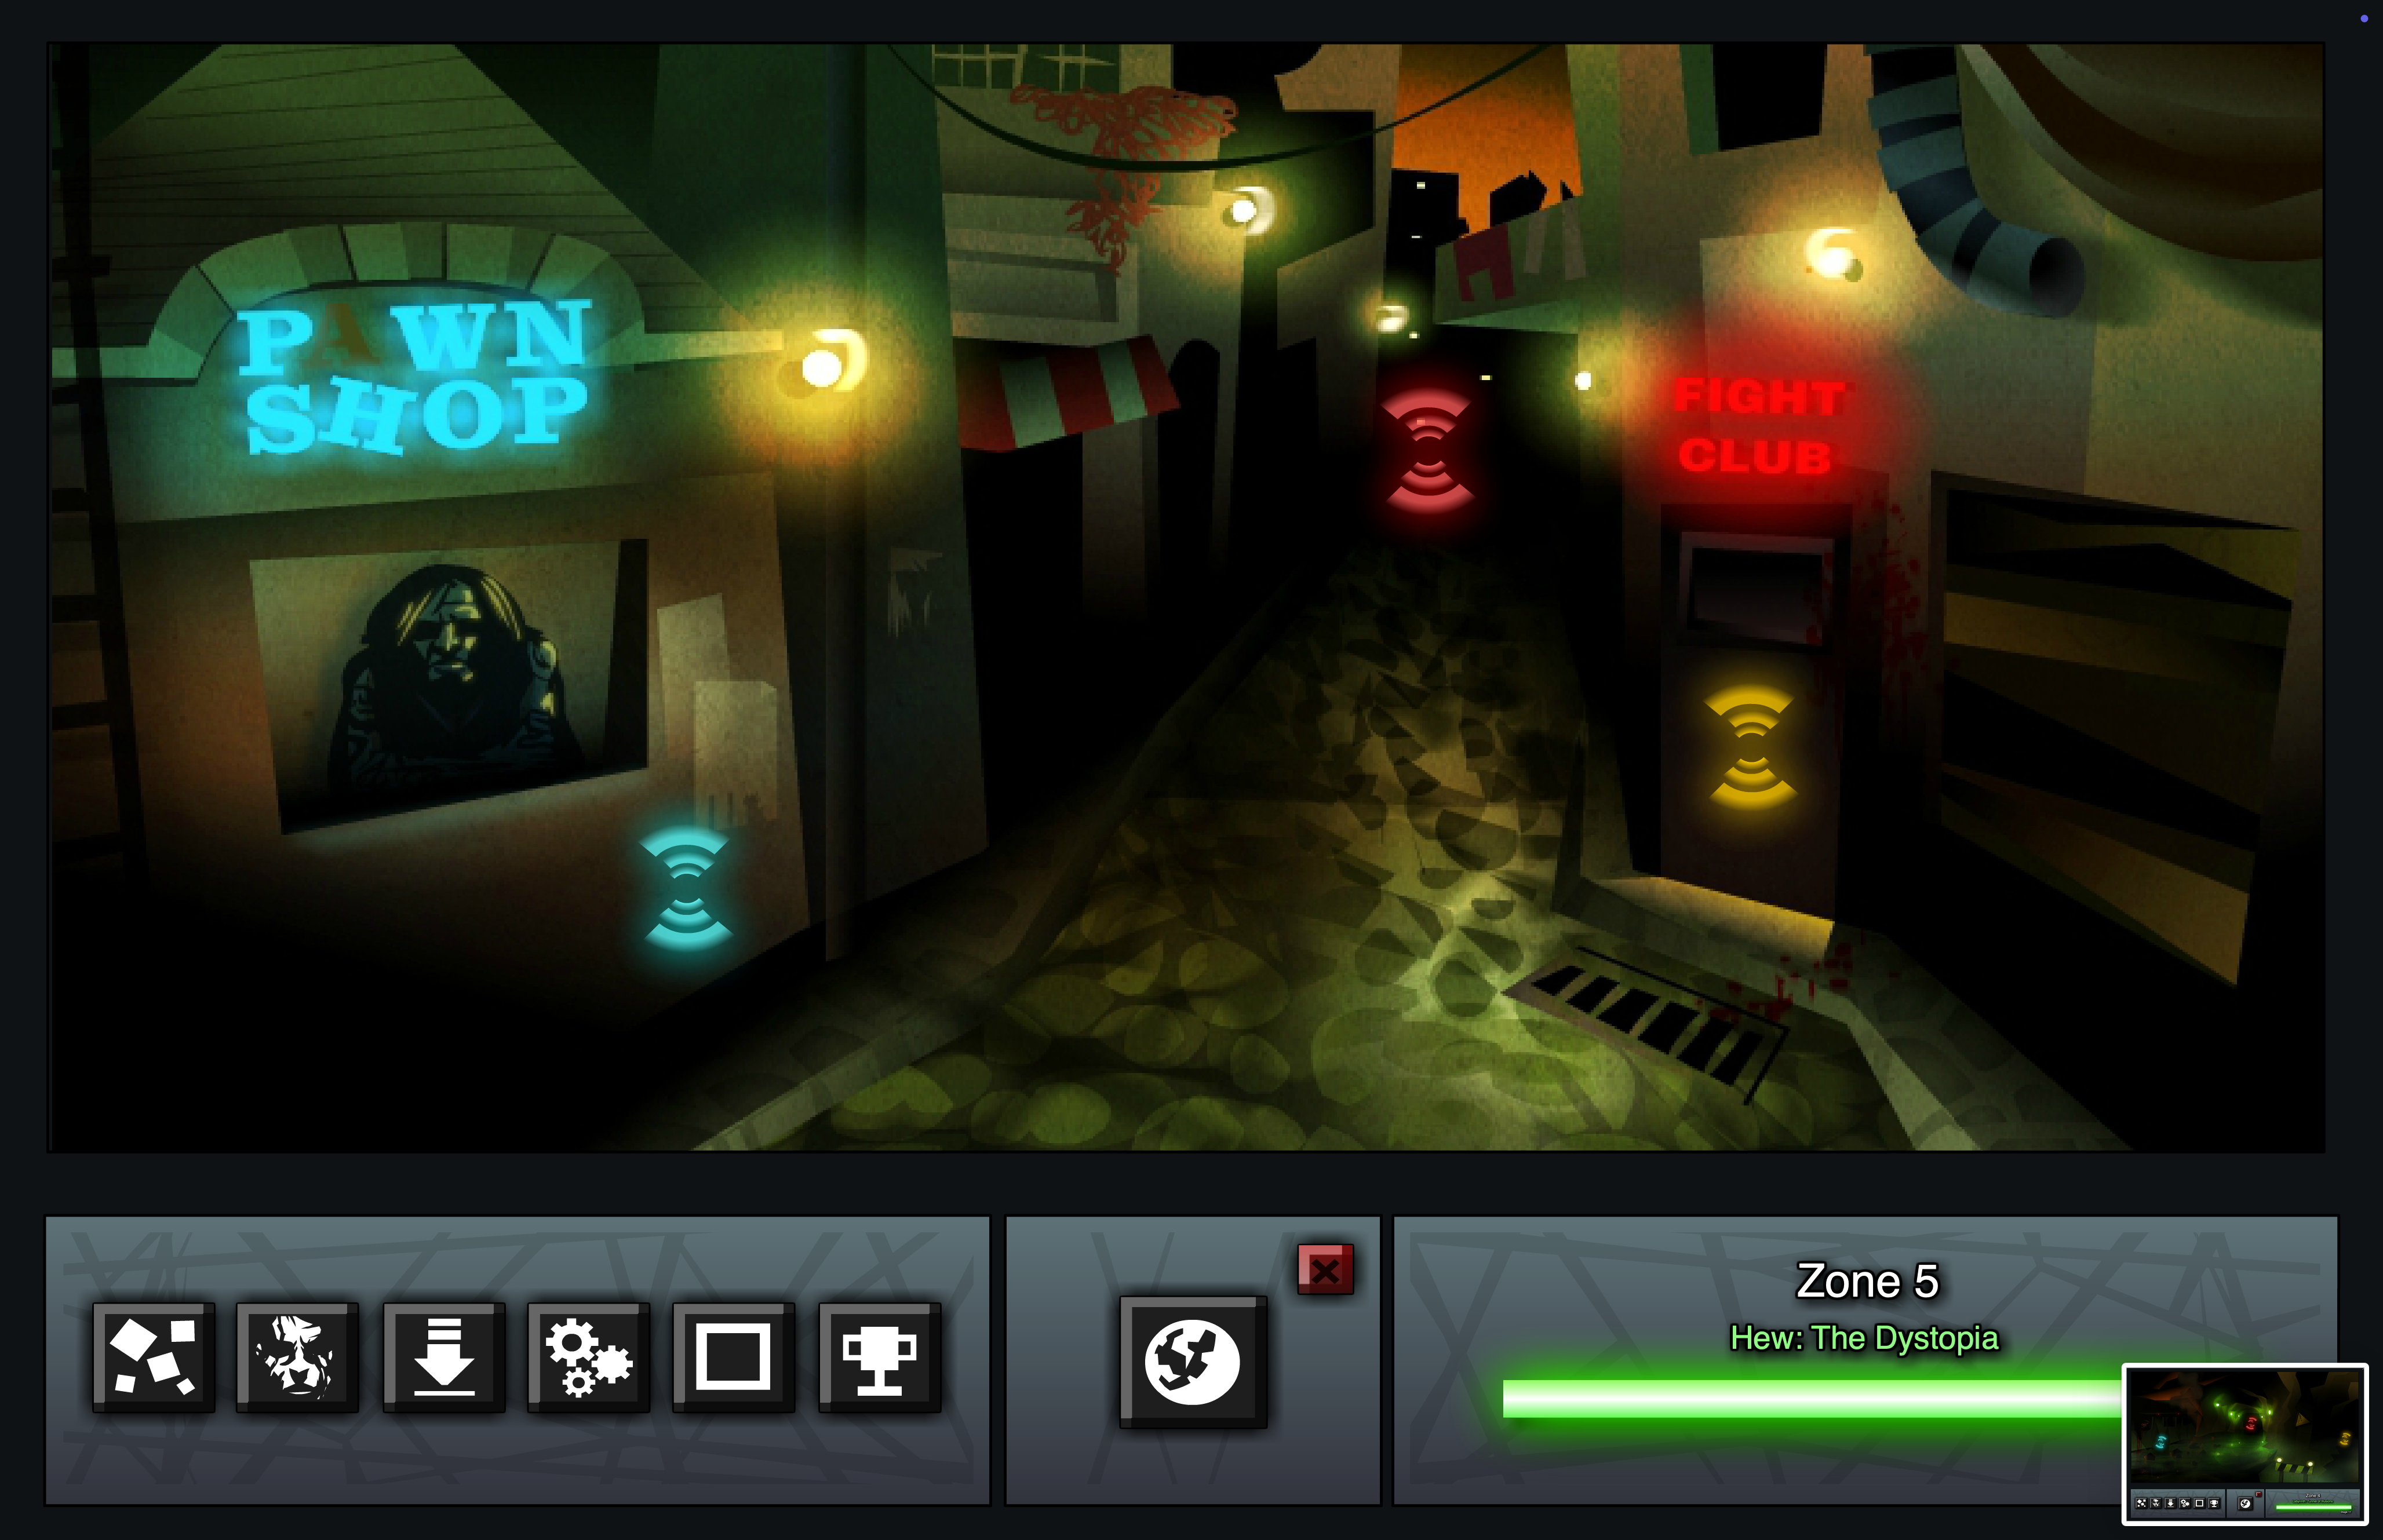 PAWN
SHOP
FIGHT
CLUB
Zone 5
Hew: The Dystopia